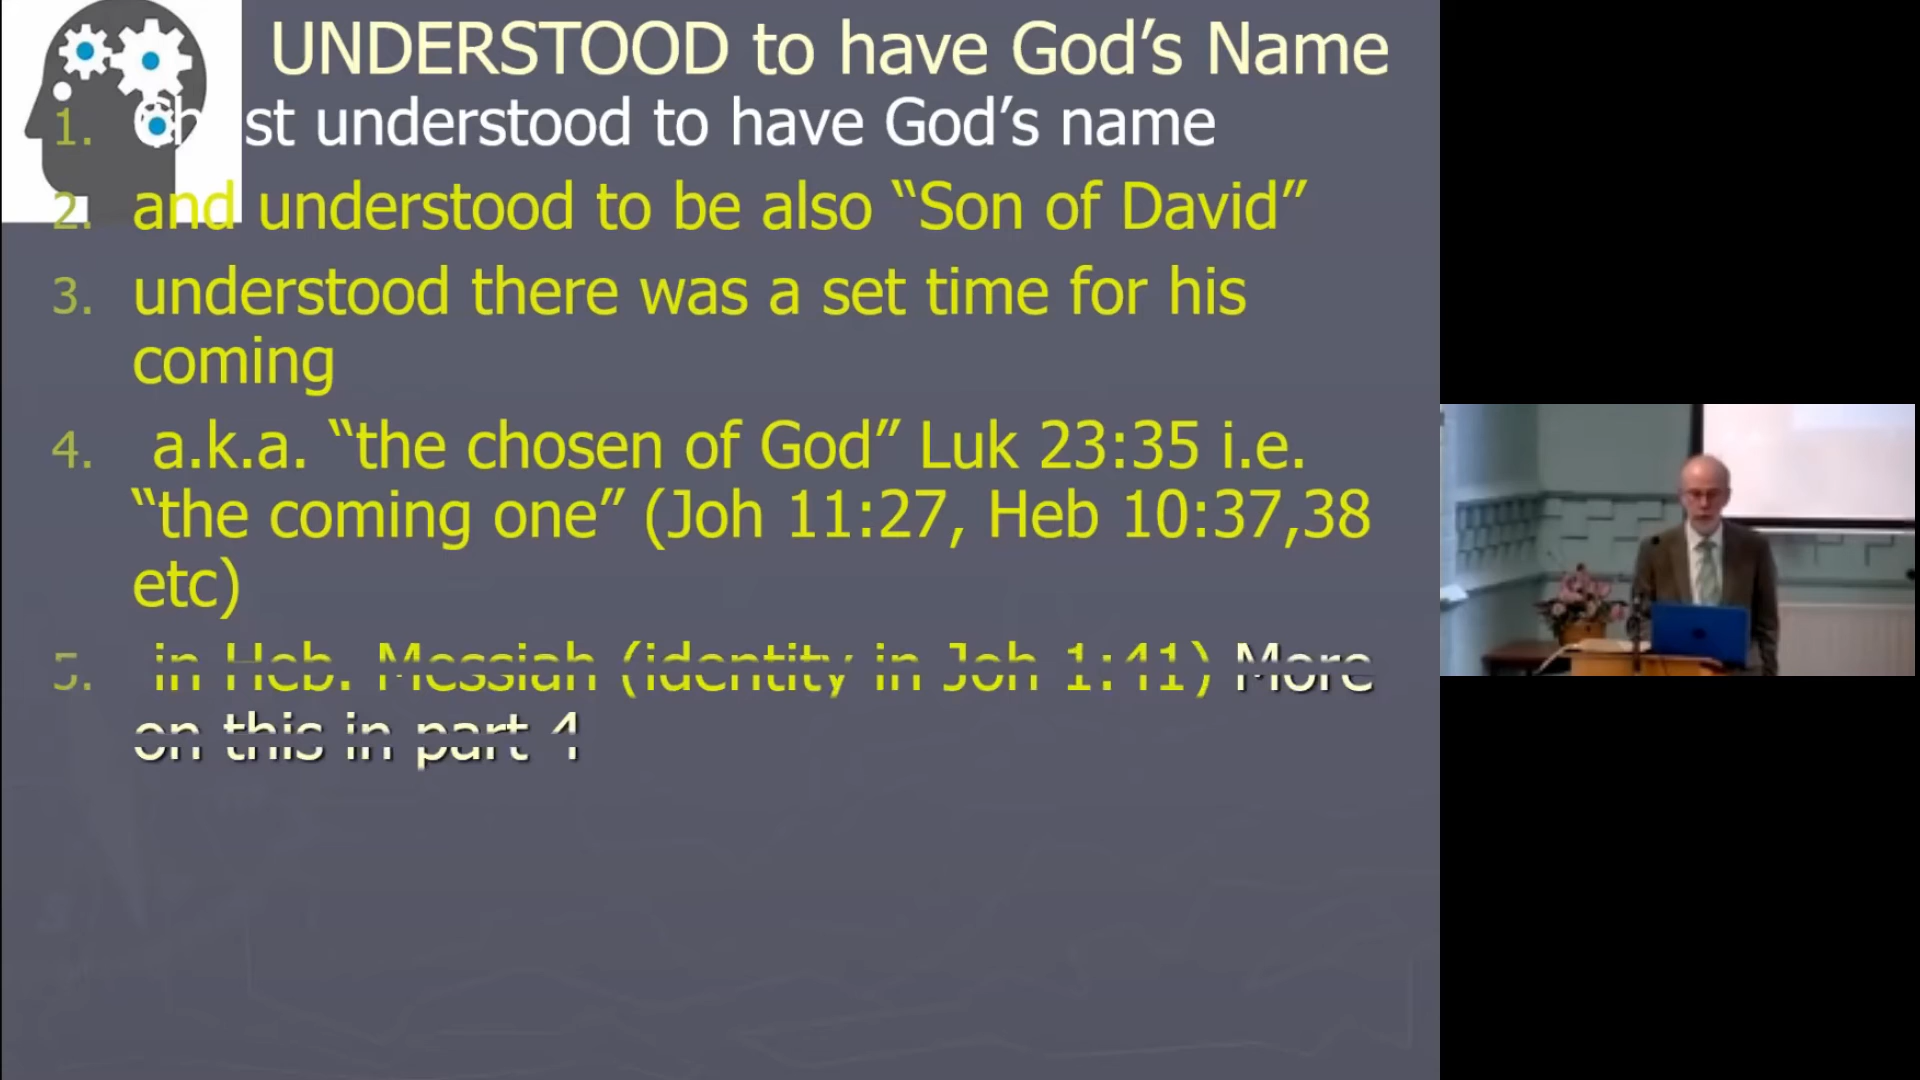 UNDERSTOOD to have God’s Name
1. Christ understood to have God’s name
2. and understood to be also “Son of David”
3. understood there was a set time for his
coming
4. a.k.a. “the chosen of God” Luk 23:35 i.e.
“the coming one” (Joh 11:27, Heb 10:37,38
etc)
5. in Heb. Messiah (identity in Joh 1:41) More
on this in part 4